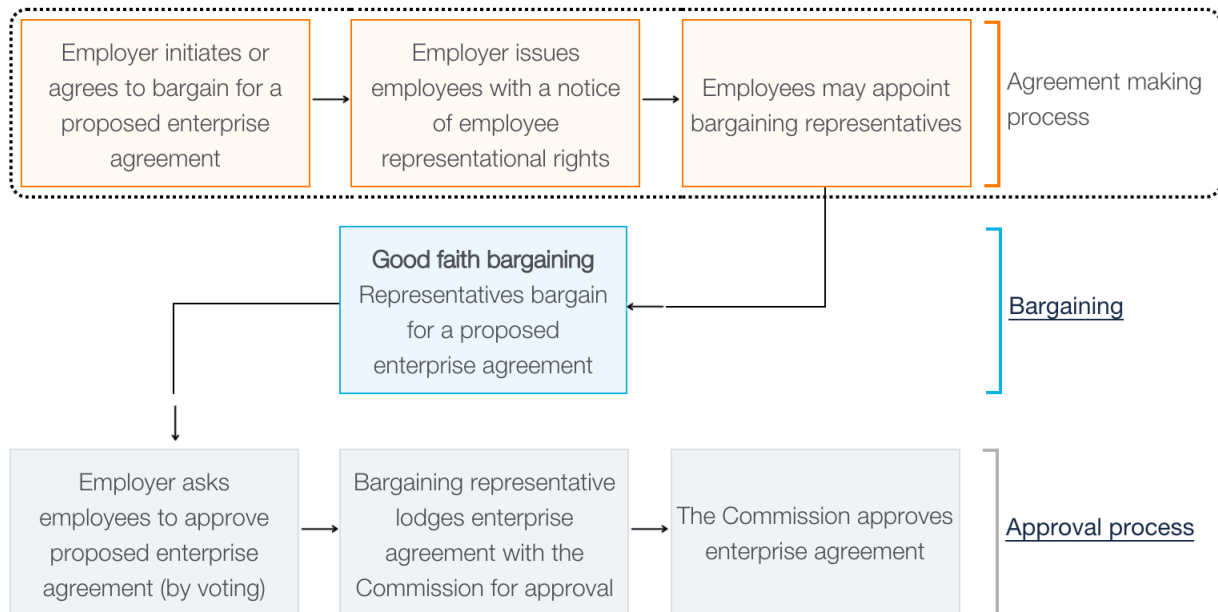 Employer initiates or
agrees to bargain for a
proposed enterprise
agreement
Employer issues
employees with a notice
of employee
representational rights
Employees may appoint
bargaining representatives
Agreement making
process
Good faith bargaining
Representatives bargain
for a proposed
enterprise agreement
Bargaining
Employer asks
employees to approve
proposed enterprise
agreement (by voting)
Bargaining representative
lodges enterprise
agreement with the
Commission for approval
The Commission approves
enterprise agreement
Approval process